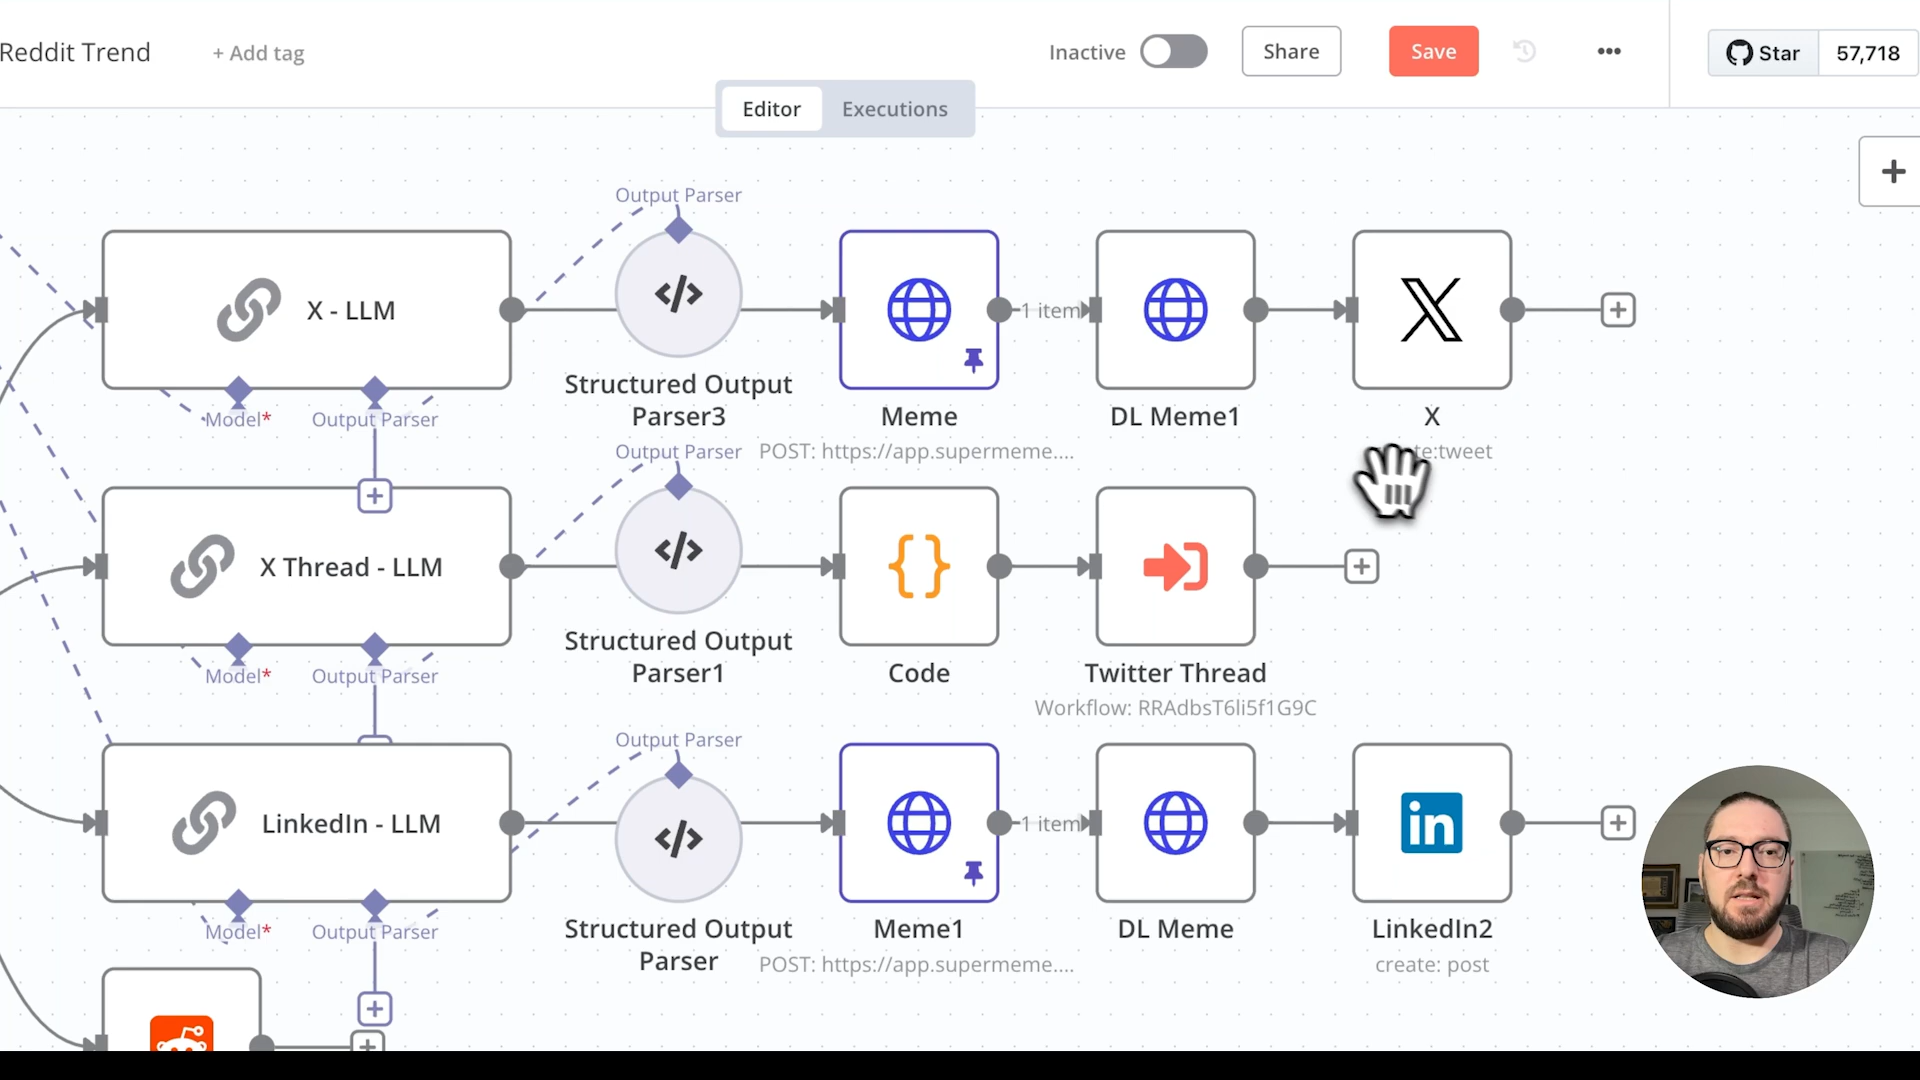 Reddit Trend
+ Add tag
Inactive
Share
Save
Star
57,718
Editor
Executions
Output Parser
X - LLM
1 item
Model*
Output Parser
Structured Output
Parser3
Meme
POST: https://app.supermeme....
DL Meme1
X
te:tweet
Output Parser
X Thread - LLM
Model*
Output Parser
Structured Output
Parser1
Code
Twitter Thread
Workflow: RRAdbsT6li5f1G9C
Output Parser
LinkedIn - LLM
1 item
in
Model*
Output Parser
Structured Output
Parser
Meme1
POST: https://app.supermeme....
DL Meme
LinkedIn2
create: post